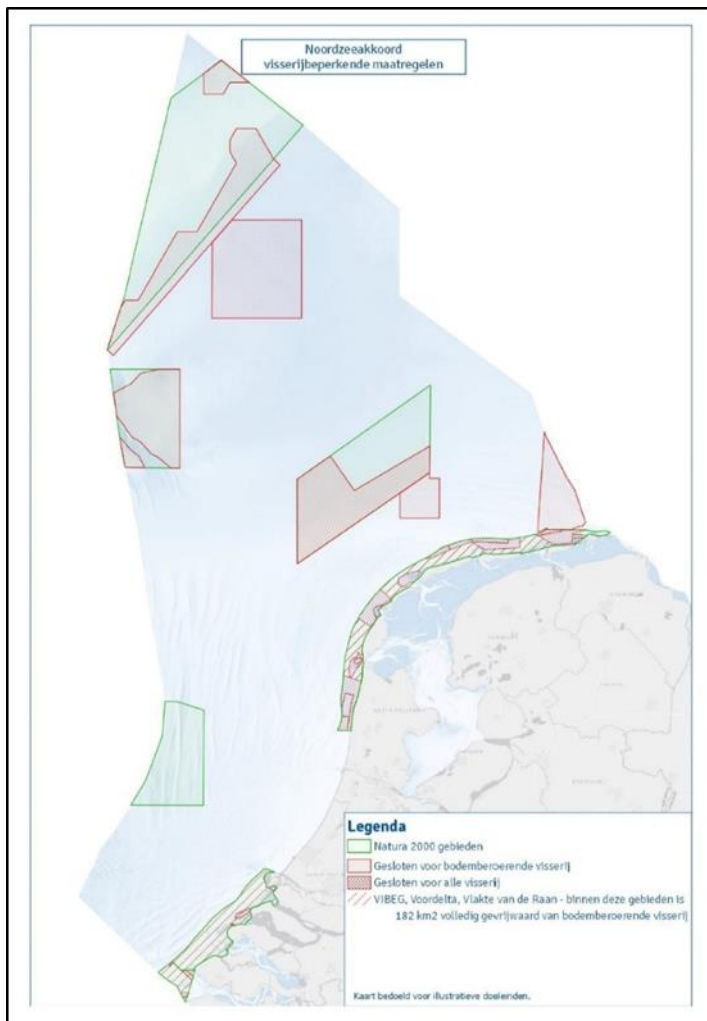 Noordzeeakkoord
visserijbeperkende maatregelen
Legenda
Natura 2000 gebieden
Gesloten voor bodemberoerende visserij
Gesloten voor alle visserij
VIBEG, Voordelta, Vlakte van de Raan - binnen deze gebieden is
182 km2 volledig gevrijwaard van bodemberoerende visserij
Kaart bedoeld voor illustratieve doeleinden.